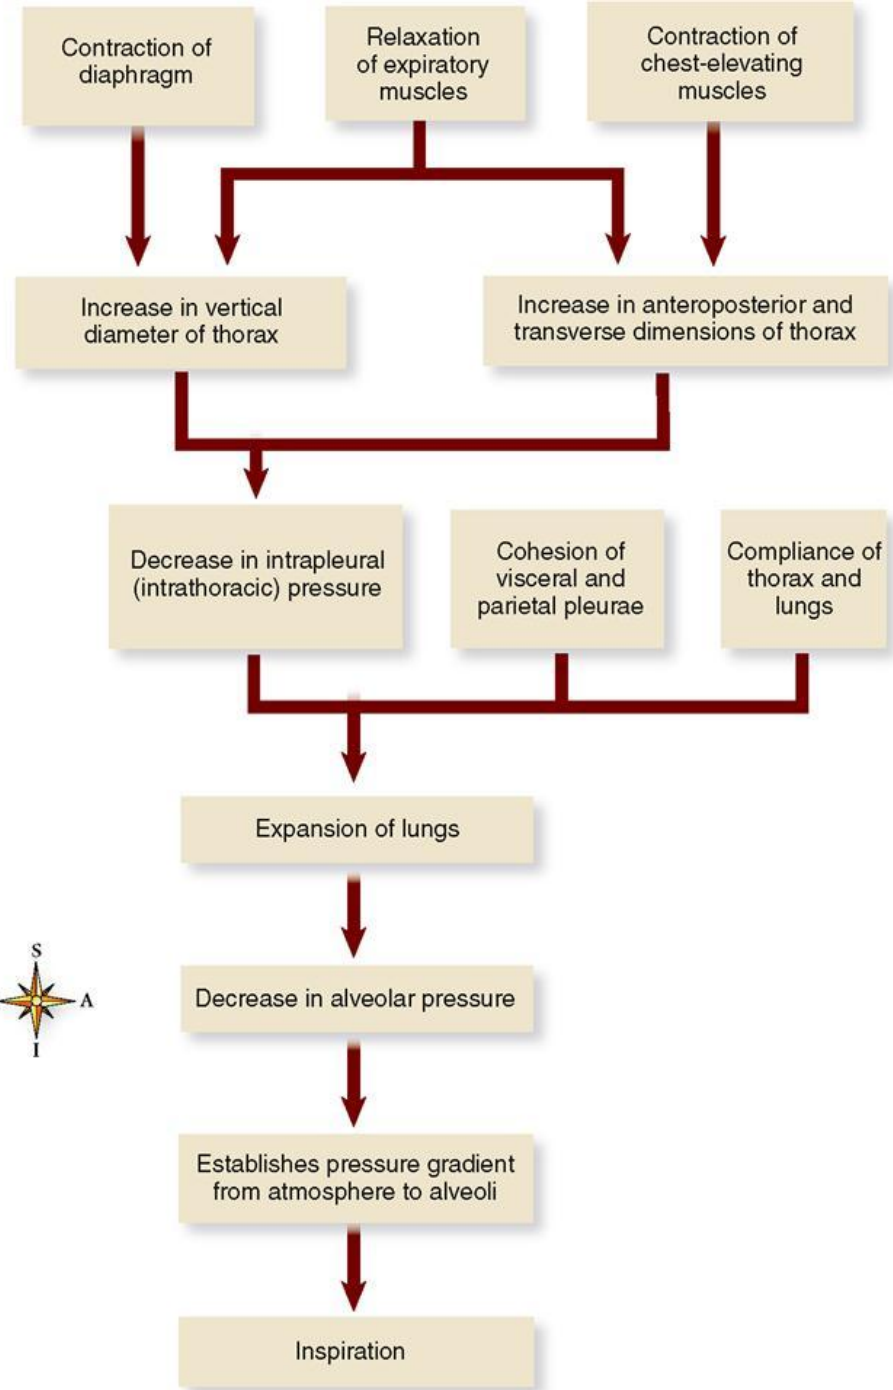 Contraction of
diaphragm
Relaxation
of expiratory
muscles
Contraction of
chest-elevating
muscles
Increase in vertical
diameter of thorax
Increase in anteroposterior and
transverse dimensions of thorax
Decrease in intrapleural
(intrathoracic) pressure
Cohesion of
visceral and
parietal pleurae
Compliance of
thorax and
lungs
Expansion of lungs
S
A
I
Decrease in alveolar pressure
Establishes pressure gradient
from atmosphere to alveoli
Inspiration